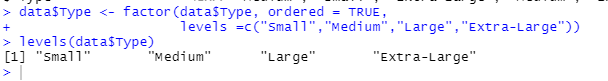 > data$Type <- factor(data$Type, ordered = TRUE,
+ levels =c("Small","Medium","Large","Extra-Large"))
> levels(data$Type)
[1] "Small" "Medium" "Large" "Extra-Large"
>